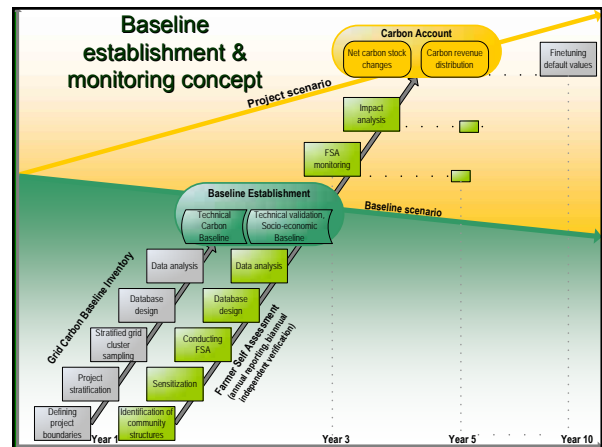 Baseline
establishment &
monitoring concept
Carbon Account
Net carbon stock
changes
Carbon revenue
distribution
Finetuning
default values
Project scenario
Impact
analysis
FSA
monitoring
Baseline Establishment
Technical
Carbon
Baseline
Technical validation,
Socio-economic
Baseline
Baseline scenario
Grid Carbon Baseline Inventory
Data analysis
Database
design
Stratified grid
cluster
sampling
Project
stratification
Defining
project
boundaries
Data analysis
Database
design
Conducting
FSA
Sensitization
Identification of
community
structures
Farmer Self Assessment
(annual reporting, biannual
independent verification)
Year 1
Year 3
Year 5
Year 10